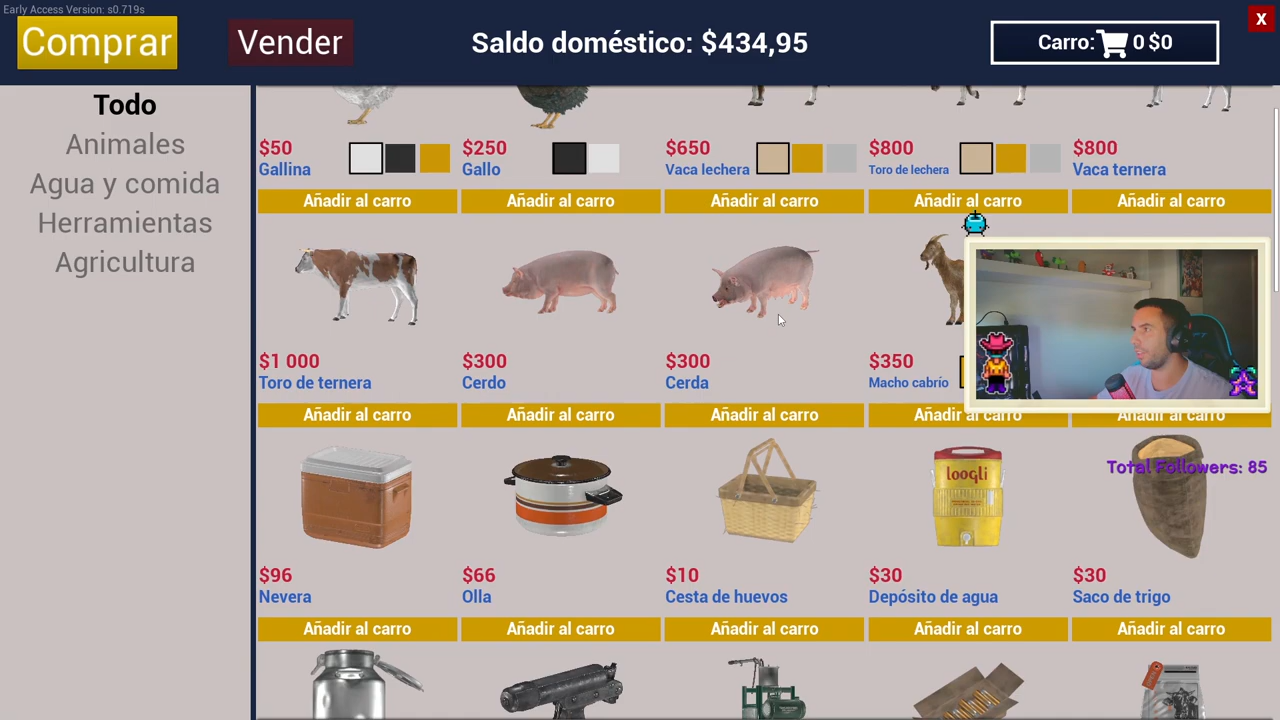 Early Access Version: s0.719s
Comprar
Vender
Saldo doméstico: $434,95
Carro: 0 $0
X
Todo
Animales
Agua y comida
Herramientas
Agricultura
$50
Gallina
$250
Gallo
$650
Vaca lechera
$800
Toro de lechera
$800
Vaca ternera
Añadir al carro
Añadir al carro
Añadir al carro
Añadir al carro
Añadir al carro
$1 000
Toro de ternera
$300
Cerdo
$300
Cerda
$350
Macho cabrío
Añadir al carro
Añadir al carro
Añadir al carro
Añadir al carro
Añadir al carro
loogli
Total Followers: 85
$96
Nevera
$66
Olla
$10
Cesta de huevos
$30
Depósito de agua
$30
Saco de trigo
Añadir al carro
Añadir al carro
Añadir al carro
Añadir al carro
Añadir al carro